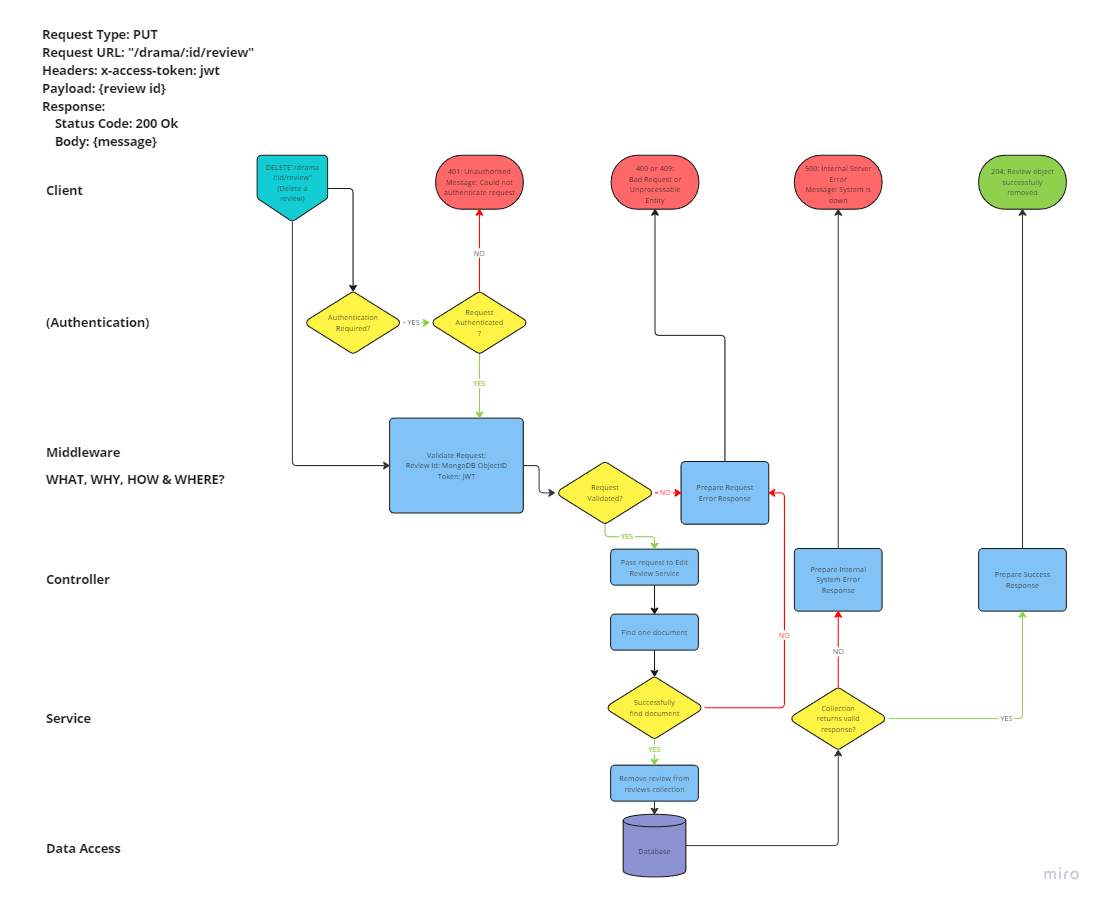 Request Type: PUT
Request URL: "/drama/:id/review"
Headers: x-access-token: jwt
Payload: {review id}
Response:
Status Code: 200 Ok
Body: {message}
Client
DELETE"/drama
/:id/review"
(Delete a
review)
401: Unauthorised
Message: Could not
authenticate request
400 or 409:
Bad Request or
Unprocessable
Entity
500: Internal Server
Error
Message: System is
down
204: Review object
successfully
removed
NO
(Authentication)
Authentication
Required?
YES
Request
Authenticated
?
YES
Middleware
WHAT, WHY, HOW & WHERE?
Validate Request:
Review Id: MongoDB ObjectID
Token: JWT
Request
Validated?
NO
Prepare Request
Error Response
YES
Controller
Pass request to Edit
Review Service
Prepare Internal
System Error
Response
Prepare Success
Response
Find one document
NO
NO
Service
Successfully
find document
Collection
returns valid
response?
YES
YES
Remove review from
reviews collection
Data Access
Database
miro